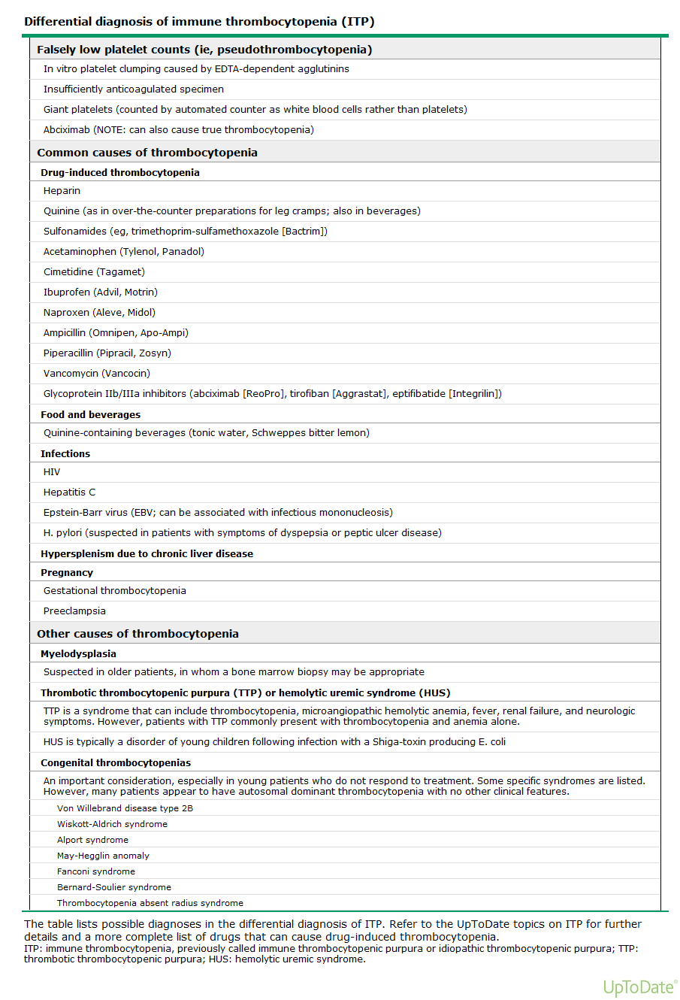 Differential diagnosis of immune thrombocytopenia (ITP)
Falsely low platelet counts (ie, pseudothrombocytopenia)
In vitro platelet clumping caused by EDTA-dependent agglutinins
Insufficiently anticoagulated specimen
Giant platelets (counted by automated counter as white blood cells rather than platelets)
Abciximab (NOTE: can also cause true thrombocytopenia)
Common causes of thrombocytopenia
Drug-induced thrombocytopenia
Heparin
Quinine (as in over-the-counter preparations for leg cramps; also in beverages)
Sulfonamides (eg, trimethoprim-sulfamethoxazole [Bactrim])
Acetaminophen (Tylenol, Panadol)
Cimetidine (Tagamet)
Ibuprofen (Advil, Motrin)
Naproxen (Aleve, Midol)
Ampicillin (Omnipen, Apo-Ampi)
Piperacillin (Pipracil, Zosyn)
Vancomycin (Vancocin)
Glycoprotein IIb/IIIa inhibitors (abciximab [ReoPro], tirofiban [Aggrastat], eptifibatide [Integrilin])
Food and beverages
Quinine-containing beverages (tonic water, Schweppes bitter lemon)
Infections
HIV
Hepatitis C
Epstein-Barr virus (EBV; can be associated with infectious mononucleosis)
H. pylori (suspected in patients with symptoms of dyspepsia or peptic ulcer disease)
Hypersplenism due to chronic liver disease
Pregnancy
Gestational thrombocytopenia
Preeclampsia
Other causes of thrombocytopenia
Myelodysplasia
Suspected in older patients, in whom a bone marrow biopsy may be appropriate
Thrombotic thrombocytopenic purpura (TTP) or hemolytic uremic syndrome (HUS)
TTP is a syndrome that can include thrombocytopenia, microangiopathic hemolytic anemia, fever, renal failure, and neurologic
symptoms. However, patients with TTP commonly present with thrombocytopenia and anemia alone.
HUS is typically a disorder of young children following infection with a Shiga-toxin producing E. coli
Congenital thrombocytopenias
An important consideration, especially in young patients who do not respond to treatment. Some specific syndromes are listed.
However, many patients appear to have autosomal dominant thrombocytopenia with no other clinical features.
Von Willebrand disease type 2B
Wiskott-Aldrich syndrome
Alport syndrome
May-Hegglin anomaly
Fanconi syndrome
Bernard-Soulier syndrome
Thrombocytopenia absent radius syndrome
The table lists possible diagnoses in the differential diagnosis of ITP. Refer to the UpToDate topics on ITP for further
details and a more complete list of drugs that can cause drug-induced thrombocytopenia.
ITP: immune thrombocytopenia, previously called immune thrombocytopenic purpura or idiopathic thrombocytopenic purpura; TTP:
thrombotic thrombocytopenic purpura; HUS: hemolytic uremic syndrome.
UpToDate®